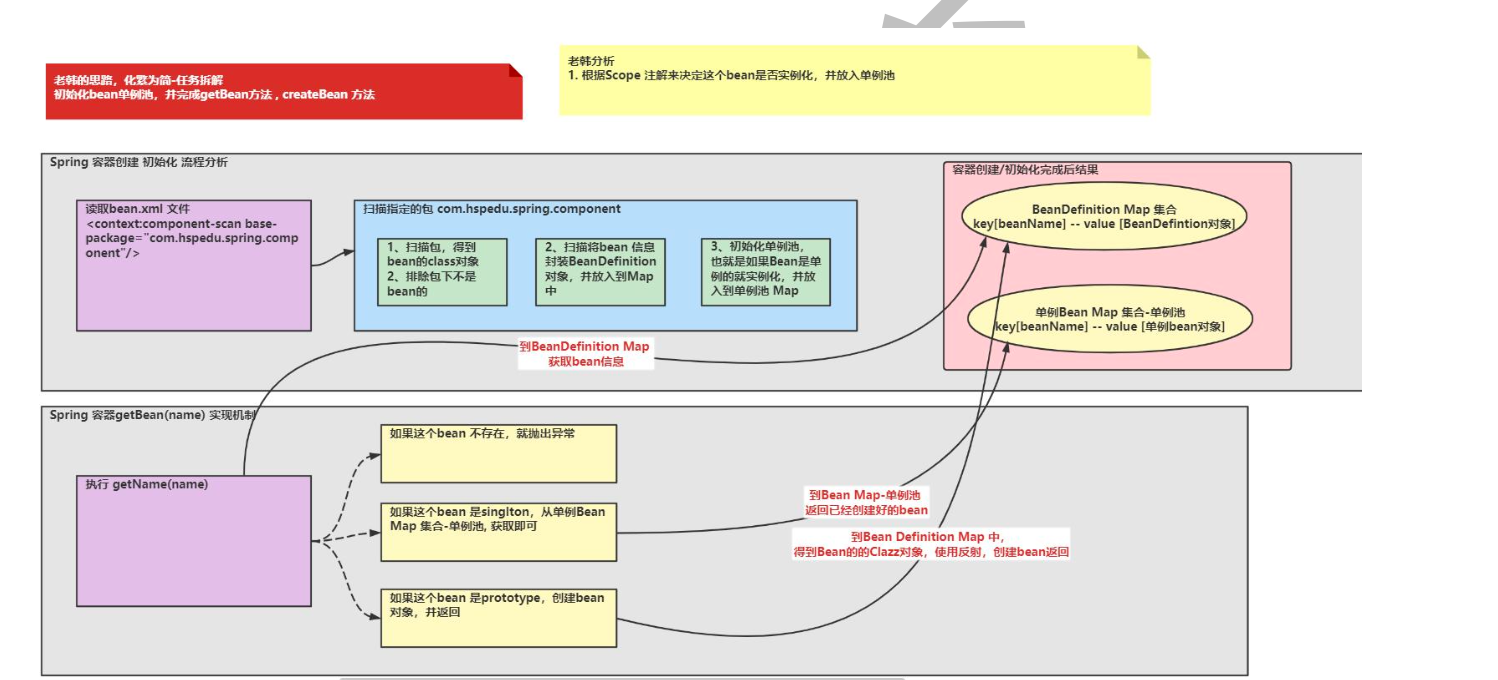 老韩的思路，化繁为简-任务拆解
初始化bean单例池，并完成getBean方法 , createBean 方法
老韩分析
1. 根据Scope 注解来决定这个bean是否实例化，并放入单例池
Spring 容器创建 初始化 流程分析
读取bean.xml 文件
<context:component-scan base-
package="com.hspedu.spring.comp
onent"/>
扫描指定的包 com.hspedu.spring.component
1、扫描包，得到
bean的class对象
2、排除包下不是
bean的
2、扫描将bean 信息
封装BeanDefinition
对象，并放入到Map
中
3、初始化单例池，
也就是如果Bean是单
例的就实例化，并放
入到单例池 Map
容器创建/初始化完成后结果
BeanDefinition Map 集合
key[beanName] -- value [BeanDefintion对象]
单例Bean Map 集合-单例池
key[beanName] -- value [单例bean对象]
到BeanDefinition Map
获取bean信息
Spring 容器getBean(name) 实现机制
执行 getName(name)
如果这个bean 不存在，就抛出异常
如果这个bean 是singlton，从单例Bean
Map 集合-单例池, 获取即可
如果这个bean 是prototype，创建bean
对象，并返回
到Bean Map-单例池
返回已经创建好的bean
到Bean Definition Map 中，
得到Bean的的Clazz对象，使用反射，创建bean返回